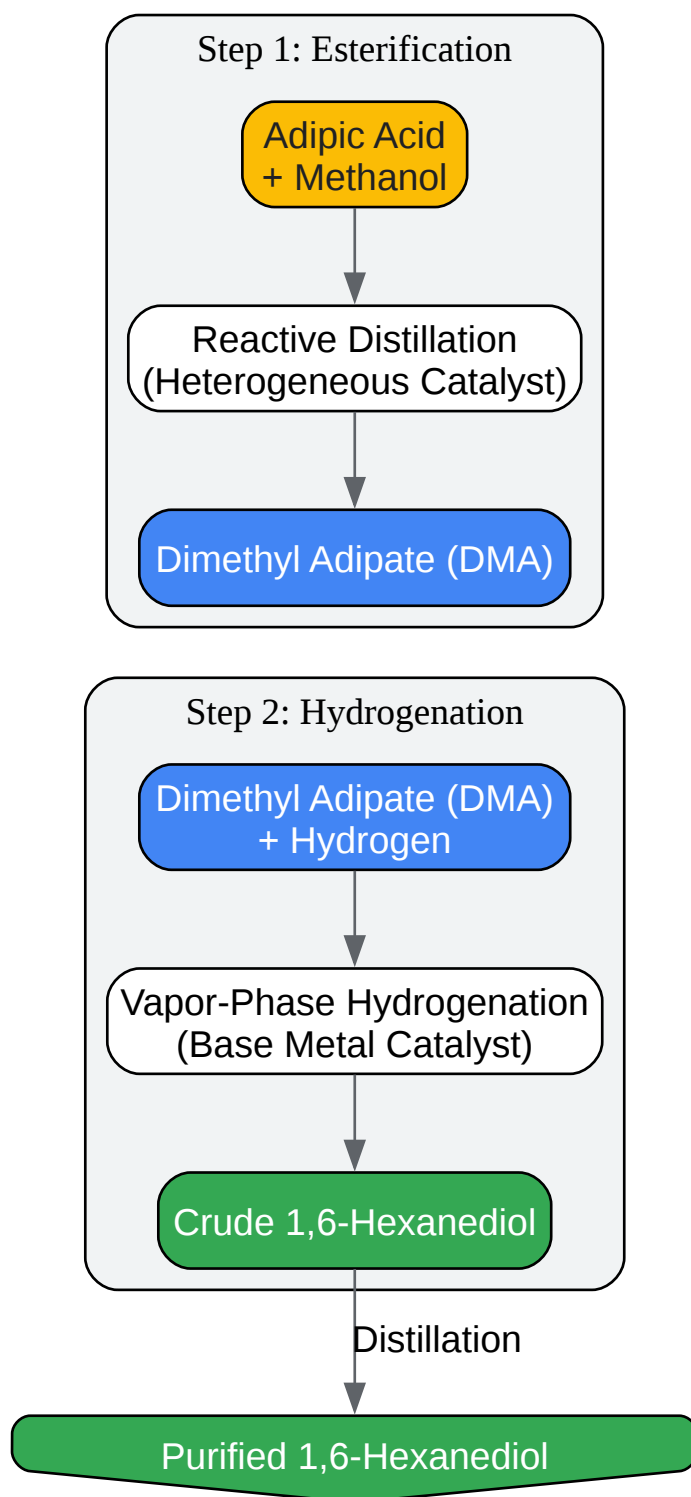 Step 1: Esterification
Adipic Acid
+ Methanol
Reactive Distillation
(Heterogeneous Catalyst)
Dimethyl Adipate (DMA)
Step 2: Hydrogenation
Dimethyl Adipate (DMA)
+ Hydrogen
Vapor-Phase Hydrogenation
(Base Metal Catalyst)
Crude 1,6-Hexanediol
Distillation
Purified 1,6-Hexanediol